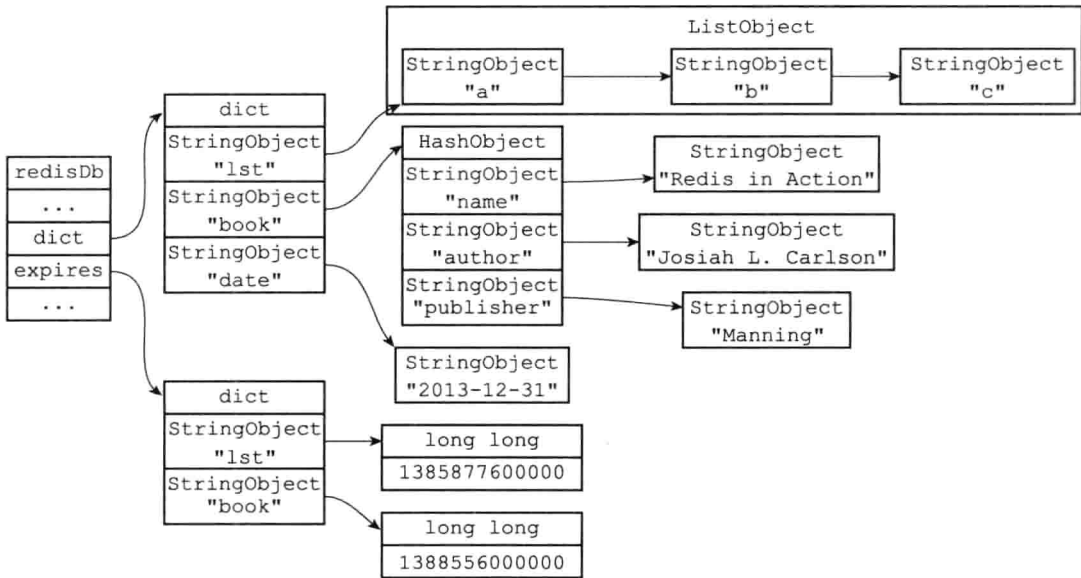 ListObject
StringObject
"a"
StringObject
"b"
StringObject
"c"
redisDb
...
dict
expires
...
dict
StringObject
"lst"
StringObject
"book"
StringObject
"date"
HashObject
StringObject
"name"
StringObject
"author"
StringObject
"publisher"
StringObject
"Redis in Action"
StringObject
"Josiah L. Carlson"
StringObject
"Manning"
StringObject
"2013-12-31"
dict
StringObject
"lst"
StringObject
"book"
long long
1385877600000
long long
1388556000000